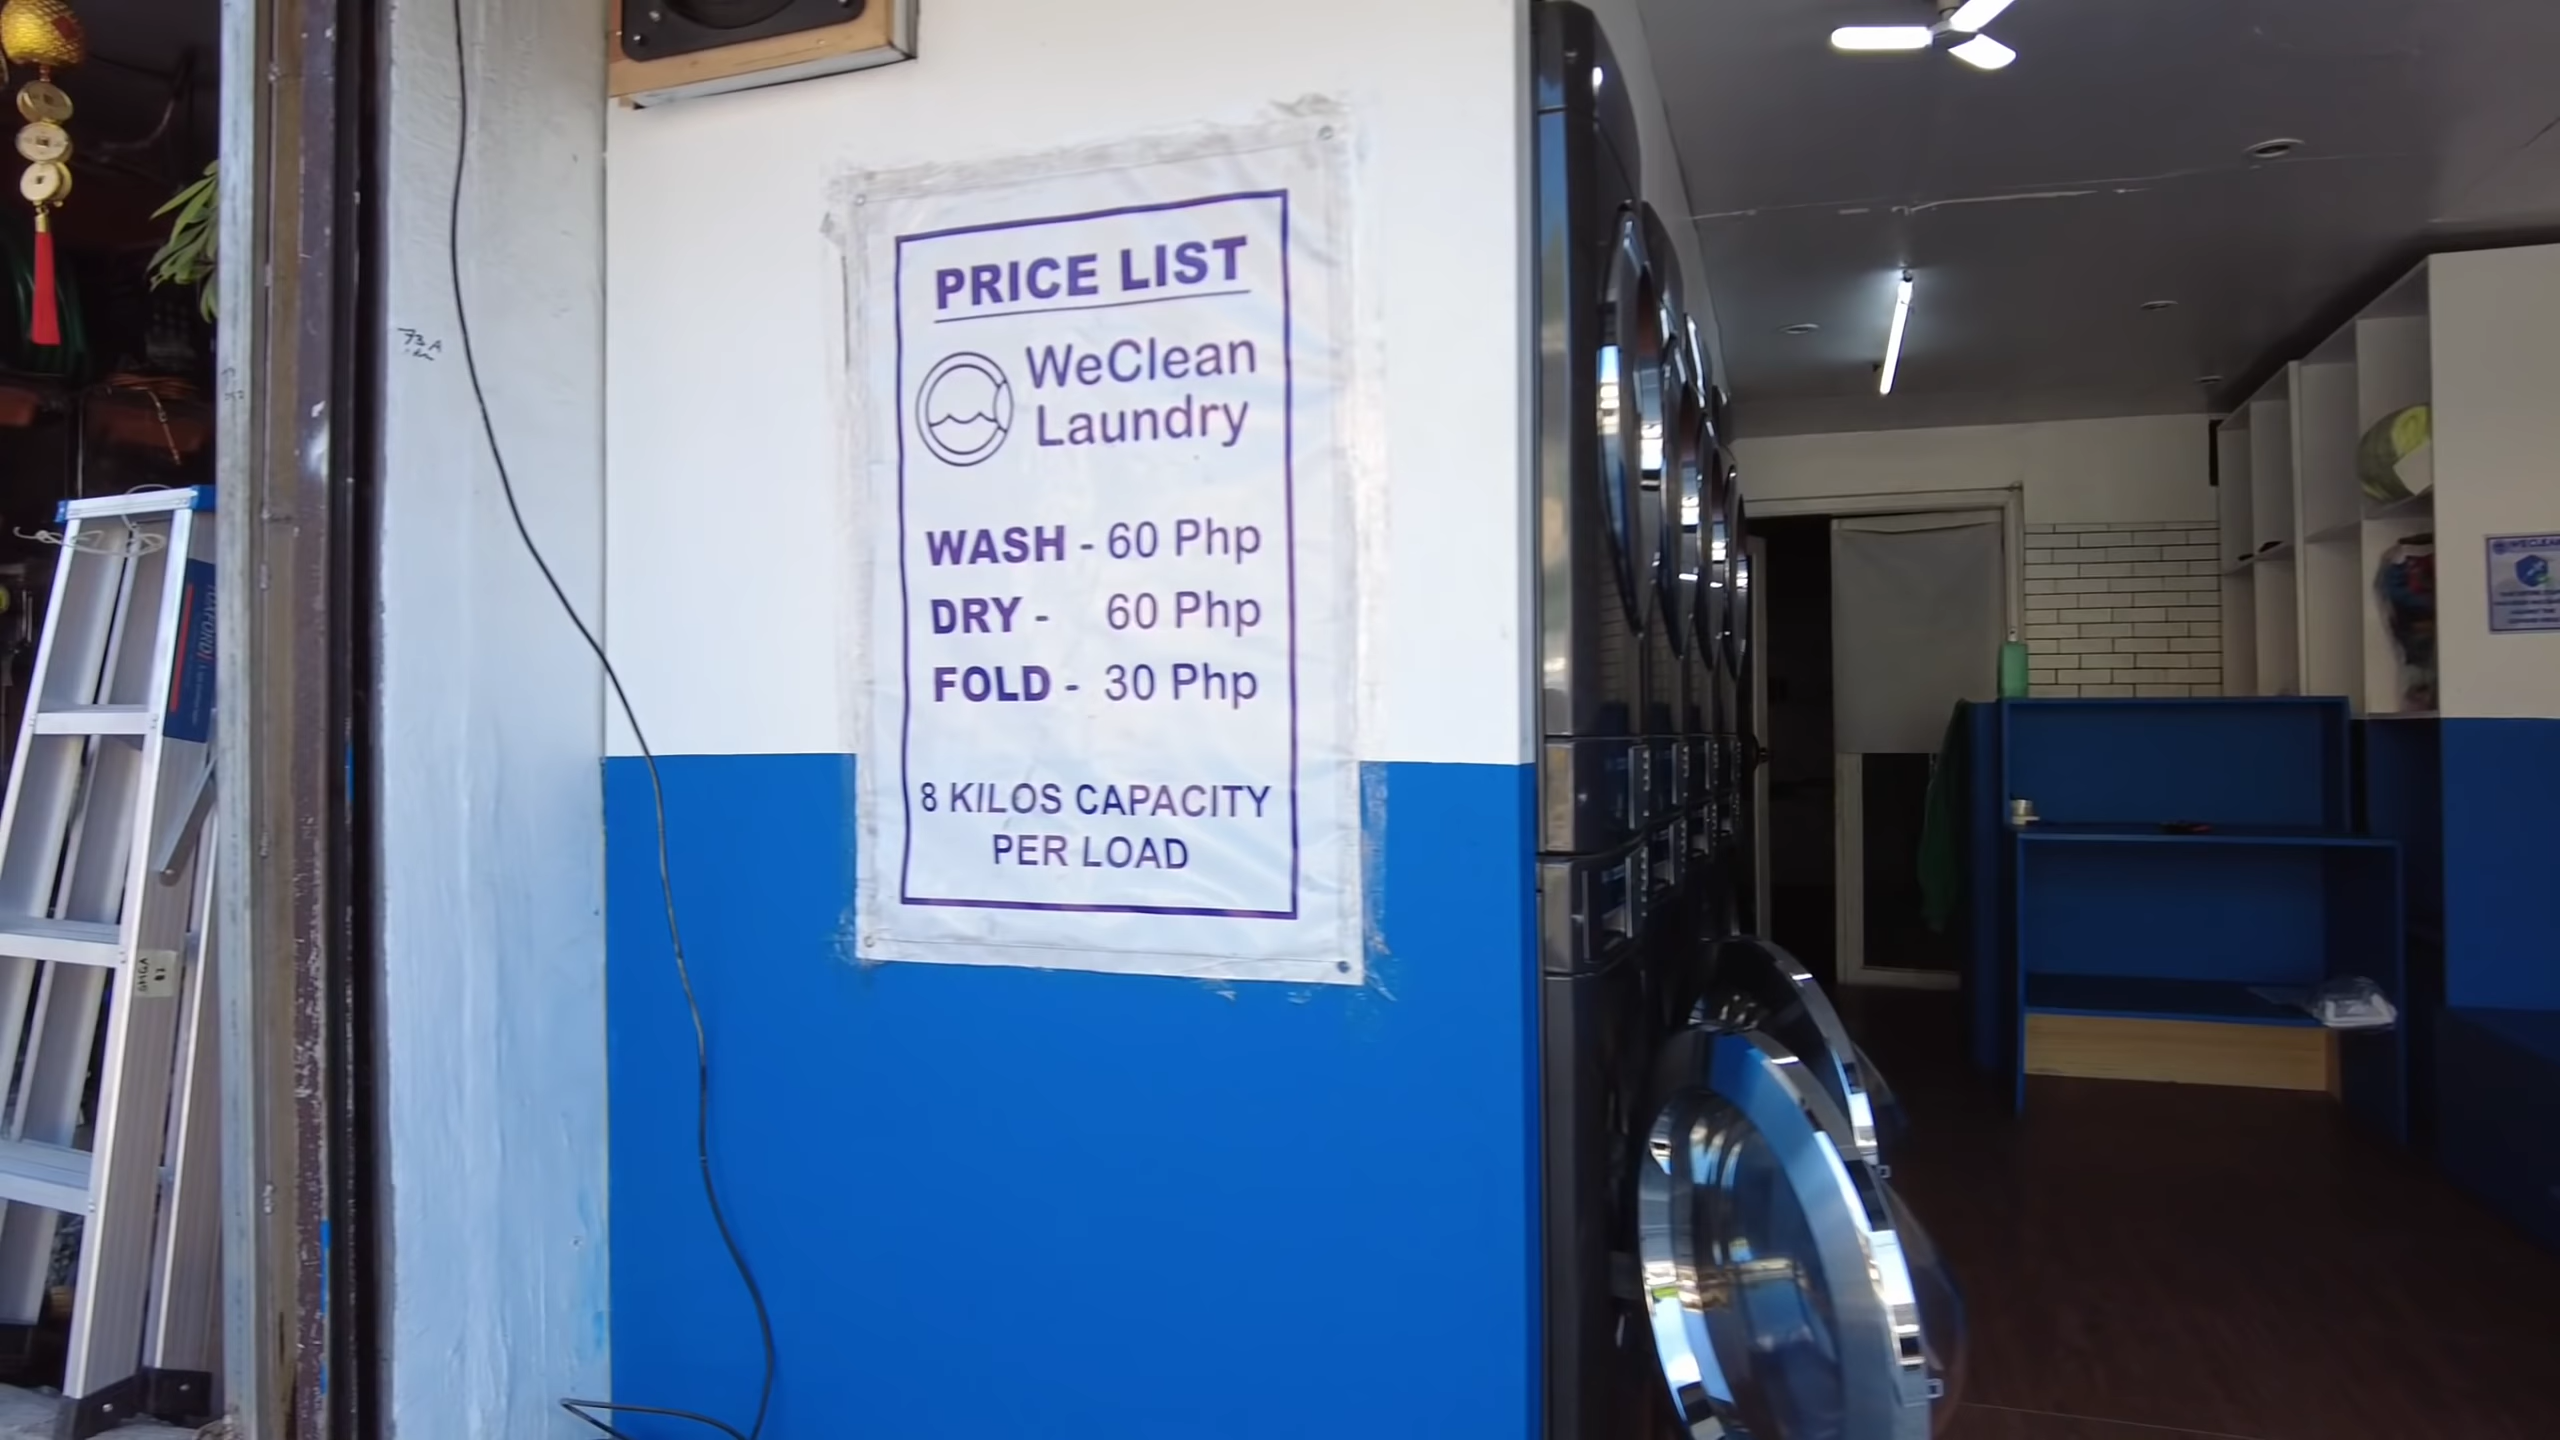 PRICE LIST
WeClean
Laundry
WASH - 60 Php
DRY - 60 Php
FOLD - 30 Php
8 KILOS CAPACITY
PER LOAD